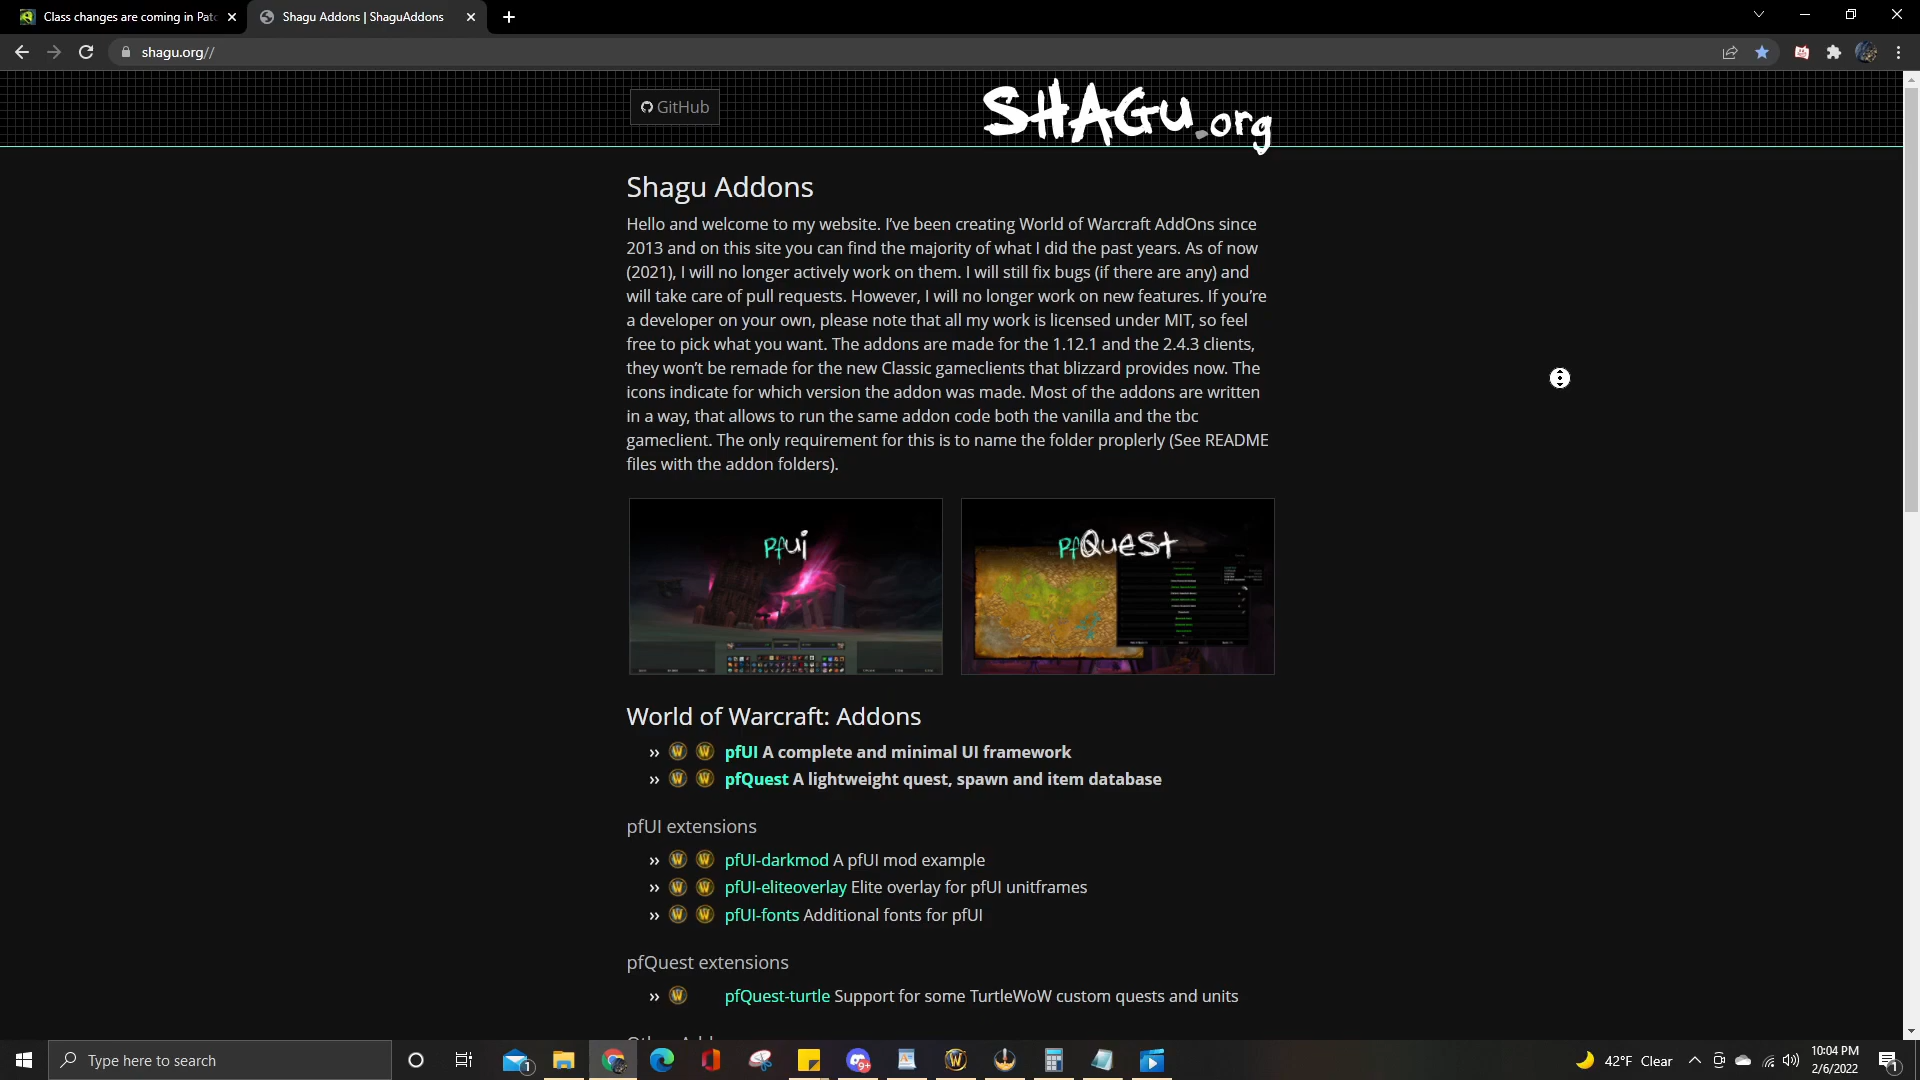 Class changes are coming in Patc
Shagu Addons | ShaguAddons
shagu.org//
GitHub
SHAGU.org
Shagu Addons
Hello and welcome to my website. I’ve been creating World of Warcraft AddOns since
2013 and on this site you can find the majority of what I did the past years. As of now
(2021), I will no longer actively work on them. I will still fix bugs (if there are any) and
will take care of pull requests. However, I will no longer work on new features. If you’re
a developer on your own, please note that all my work is licensed under MIT, so feel
free to pick what you want. The addons are made for the 1.12.1 and the 2.4.3 clients,
they won’t be remade for the new Classic gameclients that blizzard provides now. The
icons indicate for which version the addon was made. Most of the addons are written
in a way, that allows to run the same addon code both the vanilla and the tbc
gameclient. The only requirement for this is to name the folder proplerly (See README
files with the addon folders).
pfUi
pfQuest
World of Warcraft: Addons
» pfUI A complete and minimal UI framework
» pfQuest A lightweight quest, spawn and item database
pfUI extensions
» pfUI-darkmod A pfUI mod example
» pfUI-eliteoverlay Elite overlay for pfUI unitframes
» pfUI-fonts Additional fonts for pfUI
pfQuest extensions
» pfQuest-turtle Support for some TurtleWoW custom quests and units
Type here to search
1
9+
42°F Clear
10:04 PM
2/6/2022
1